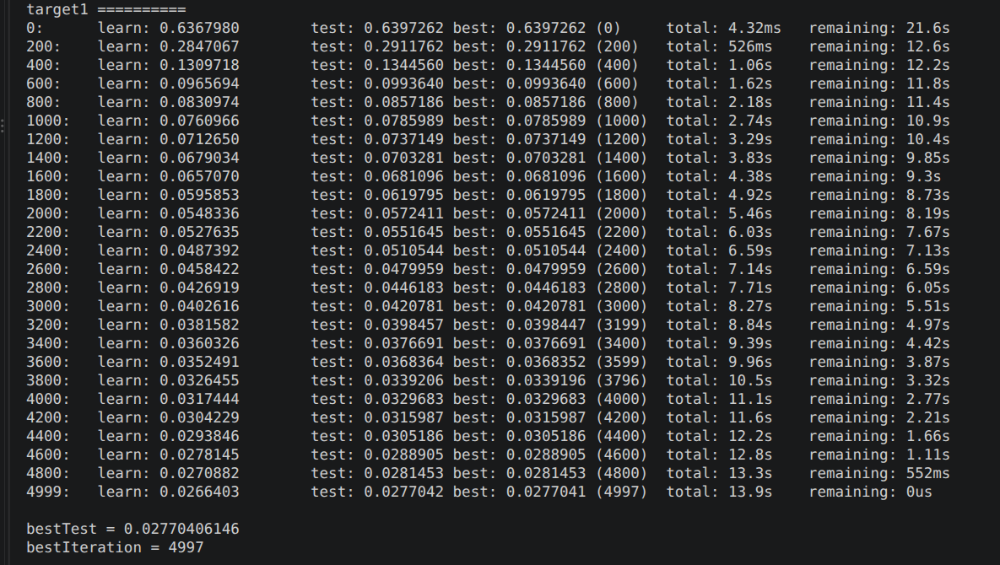 target1 ==========
0:	learn: 0.6367980	test: 0.6397262	best: 0.6397262 (0)	total: 4.32ms	remaining: 21.6s
200:	learn: 0.2847067	test: 0.2911762	best: 0.2911762 (200)	total: 526ms	remaining: 12.6s
400:	learn: 0.1309718	test: 0.1344560	best: 0.1344560 (400)	total: 1.06s	remaining: 12.2s
600:	learn: 0.0965694	test: 0.0993640	best: 0.0993640 (600)	total: 1.62s	remaining: 11.8s
800:	learn: 0.0830974	test: 0.0857186	best: 0.0857186 (800)	total: 2.18s	remaining: 11.4s
1000:	learn: 0.0760966	test: 0.0785989	best: 0.0785989 (1000)	total: 2.74s	remaining: 10.9s
1200:	learn: 0.0712650	test: 0.0737149	best: 0.0737149 (1200)	total: 3.29s	remaining: 10.4s
1400:	learn: 0.0679034	test: 0.0703281	best: 0.0703281 (1400)	total: 3.83s	remaining: 9.85s
1600:	learn: 0.0657070	test: 0.0681096	best: 0.0681096 (1600)	total: 4.38s	remaining: 9.3s
1800:	learn: 0.0595853	test: 0.0619795	best: 0.0619795 (1800)	total: 4.92s	remaining: 8.73s
2000:	learn: 0.0548336	test: 0.0572411	best: 0.0572411 (2000)	total: 5.46s	remaining: 8.19s
2200:	learn: 0.0527635	test: 0.0551645	best: 0.0551645 (2200)	total: 6.03s	remaining: 7.67s
2400:	learn: 0.0487392	test: 0.0510544	best: 0.0510544 (2400)	total: 6.59s	remaining: 7.13s
2600:	learn: 0.0458422	test: 0.0479959	best: 0.0479959 (2600)	total: 7.14s	remaining: 6.59s
2800:	learn: 0.0426919	test: 0.0446183	best: 0.0446183 (2800)	total: 7.71s	remaining: 6.05s
3000:	learn: 0.0402616	test: 0.0420781	best: 0.0420781 (3000)	total: 8.27s	remaining: 5.51s
3200:	learn: 0.0381582	test: 0.0398457	best: 0.0398447 (3199)	total: 8.84s	remaining: 4.97s
3400:	learn: 0.0360326	test: 0.0376691	best: 0.0376691 (3400)	total: 9.39s	remaining: 4.42s
3600:	learn: 0.0352491	test: 0.0368364	best: 0.0368352 (3599)	total: 9.96s	remaining: 3.87s
3800:	learn: 0.0326455	test: 0.0339206	best: 0.0339196 (3796)	total: 10.5s	remaining: 3.32s
4000:	learn: 0.0317444	test: 0.0329683	best: 0.0329683 (4000)	total: 11.1s	remaining: 2.77s
4200:	learn: 0.0304229	test: 0.0315987	best: 0.0315987 (4200)	total: 11.6s	remaining: 2.21s
4400:	learn: 0.0293846	test: 0.0305186	best: 0.0305186 (4400)	total: 12.2s	remaining: 1.66s
4600:	learn: 0.0278145	test: 0.0288905	best: 0.0288905 (4600)	total: 12.8s	remaining: 1.11s
4800:	learn: 0.0270882	test: 0.0281453	best: 0.0281453 (4800)	total: 13.3s	remaining: 552ms
4999:	learn: 0.0266403	test: 0.0277042	best: 0.0277041 (4997)	total: 13.9s	remaining: 0us
bestTest = 0.02770406146
bestIteration = 4997